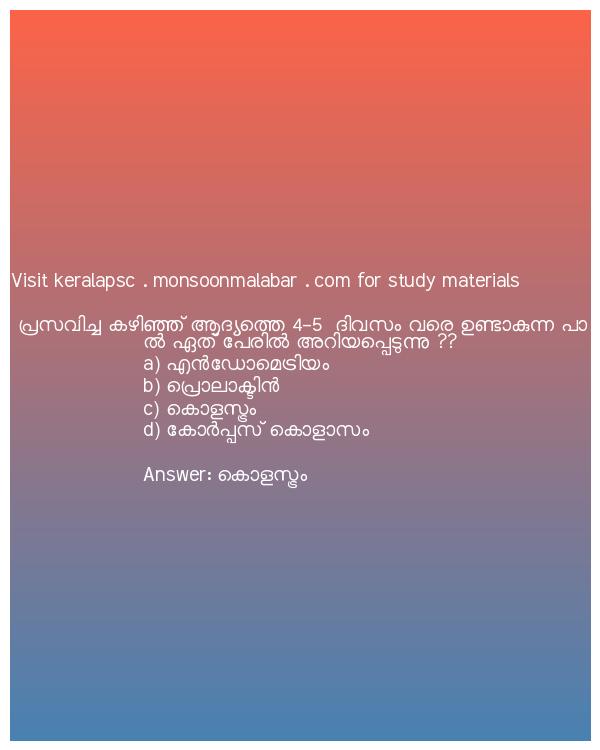 Visit keralapsc . monsoonmalabar . com for study materials
പ്രസവിച്ച കഴിഞ്ഞ് ആദ്യത്തെ 4-5 ദിവസം വരെ ഉണ്ടാകുന്ന പാ
ൽ ഏത് പേരിൽ അറിയപ്പെടുന്നു ??
a) എൻഡോമെട്രിയം
b) പ്രൊലാക്ടിൻ
c) കൊളസ്ട്രം
d) കോർപ്പസ് കൊളാസം
Answer: കൊളസ്ട്രം